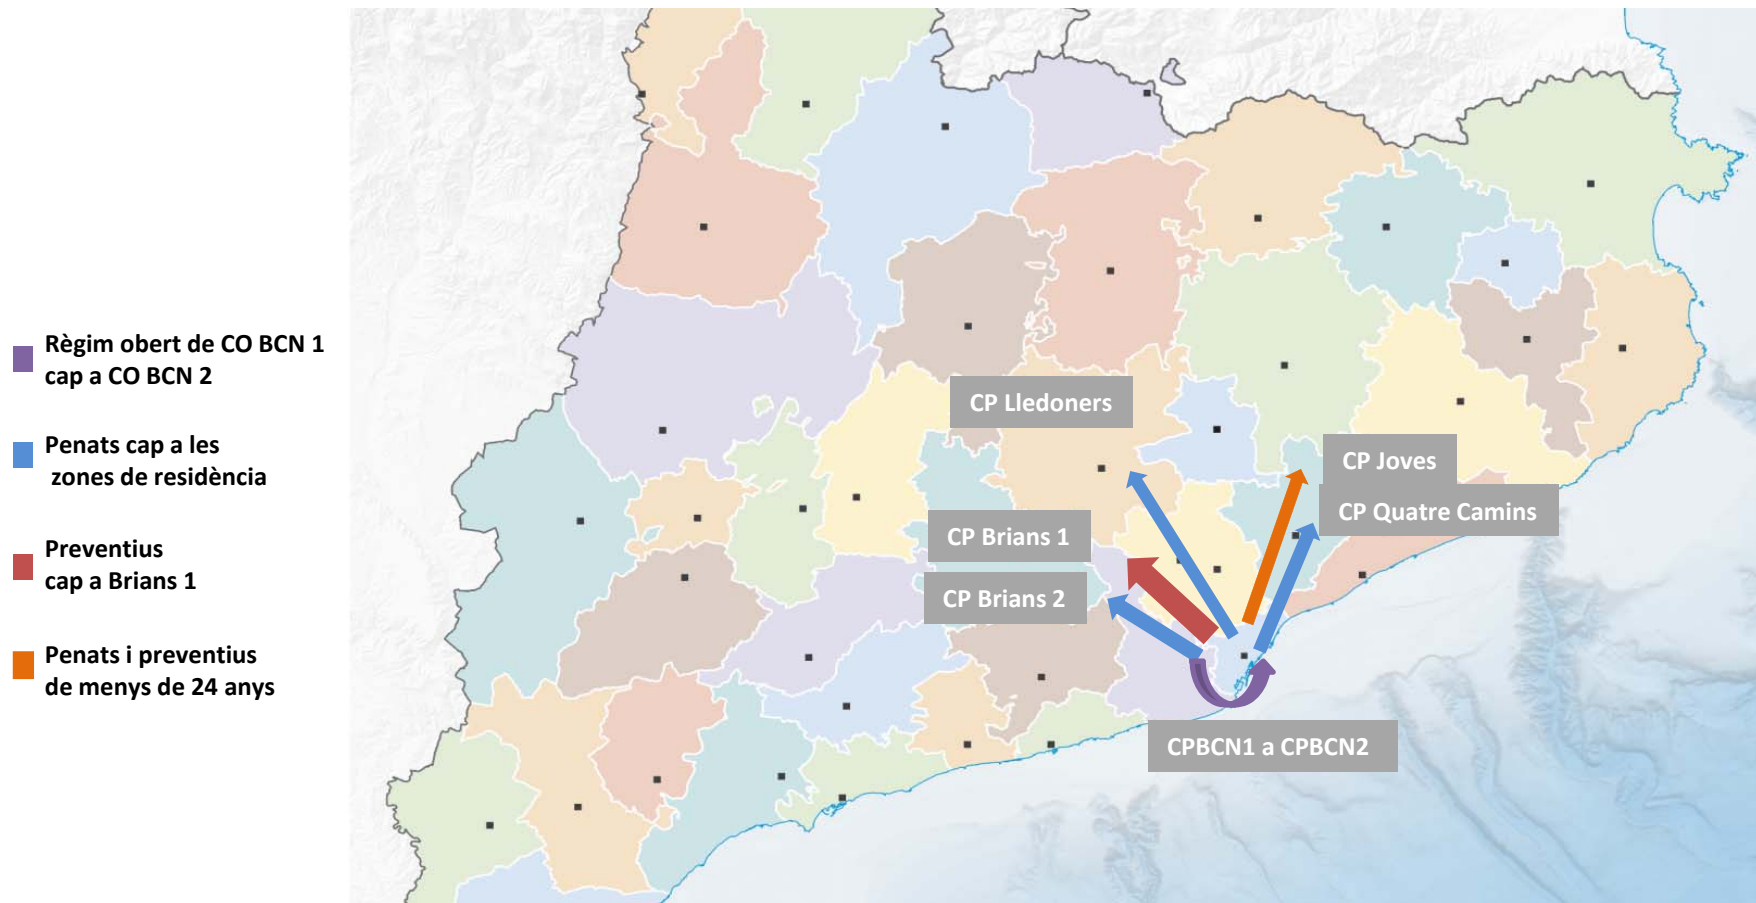 Règim obert de CO BCN 1
cap a CO BCN 2
Penats cap a les
zones de residència
Preventius
cap a Brians 1
Penats i preventius
de menys de 24 anys
CP Lledoners
CP Joves
CP Quatre Camins
CP Brians 1
CP Brians 2
CPBCN1 a CPBCN2